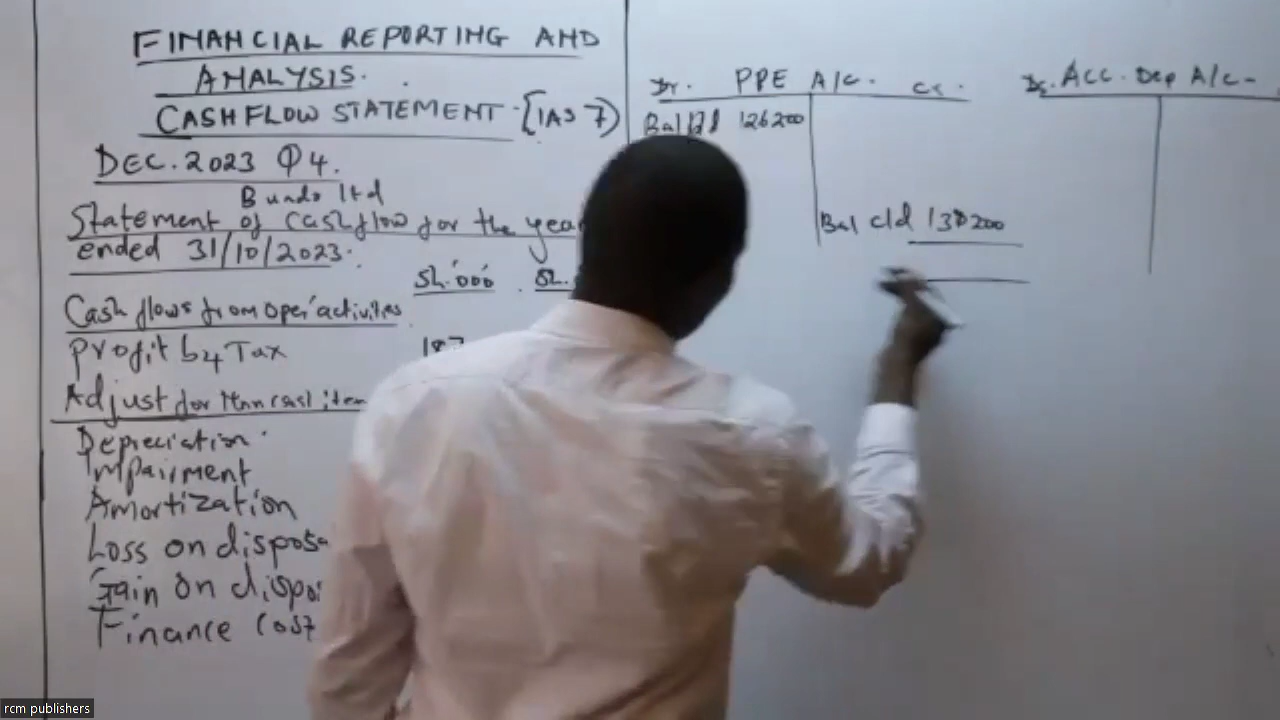 FINANCIAL REPORTING AND
ANALYSIS.
CASHFLOW STATEMENT. [IAS 7)
DEC. 2023 Q4.
Bundo Ltd
Statement of Cashflow for the year
ended 31/10/2023.
Sh.'000' Sh.
Cash flows from Oper'activities
Profit b4 Tax 187
Adjust for Non cash item
Depreciation.
Impairment
Amortization
Loss on disposa
Gain on dispo
Finance Cost
Dr. PPE A/C. Cr.
Bal b/d 126200
Bal c/d 138200
Dr. ACC. Dep A/C-
rcm publishers